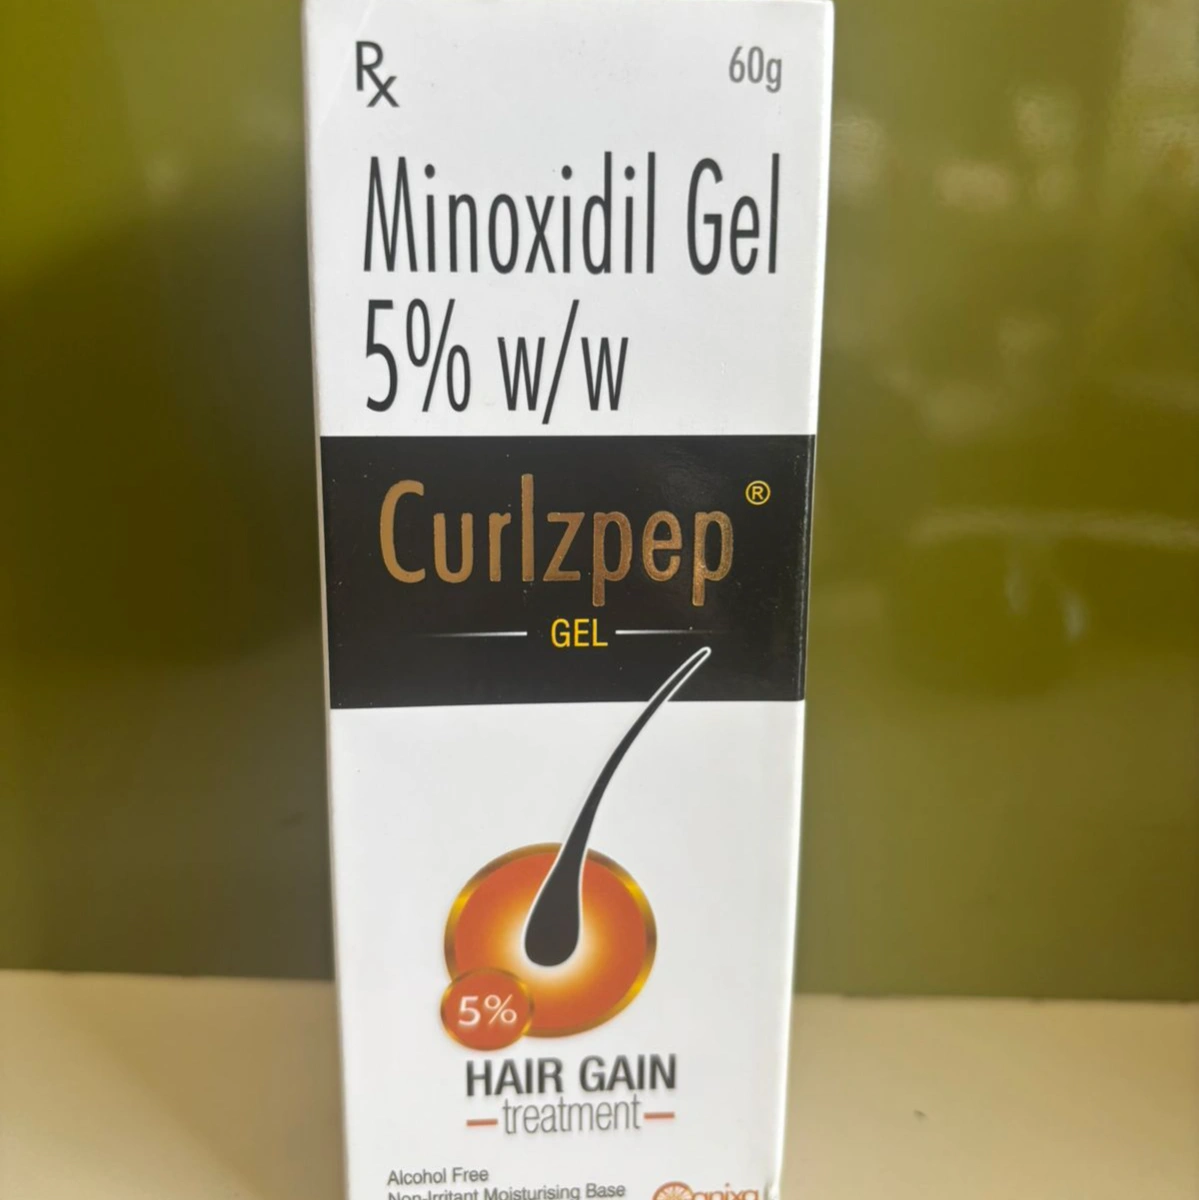 Rx
60g
Minoxidil Gel
5% w/w
Curlzpep®
GEL
5%
HAIR GAIN
treatment
Alcohol Free
Non-Irritant Moisturising Base